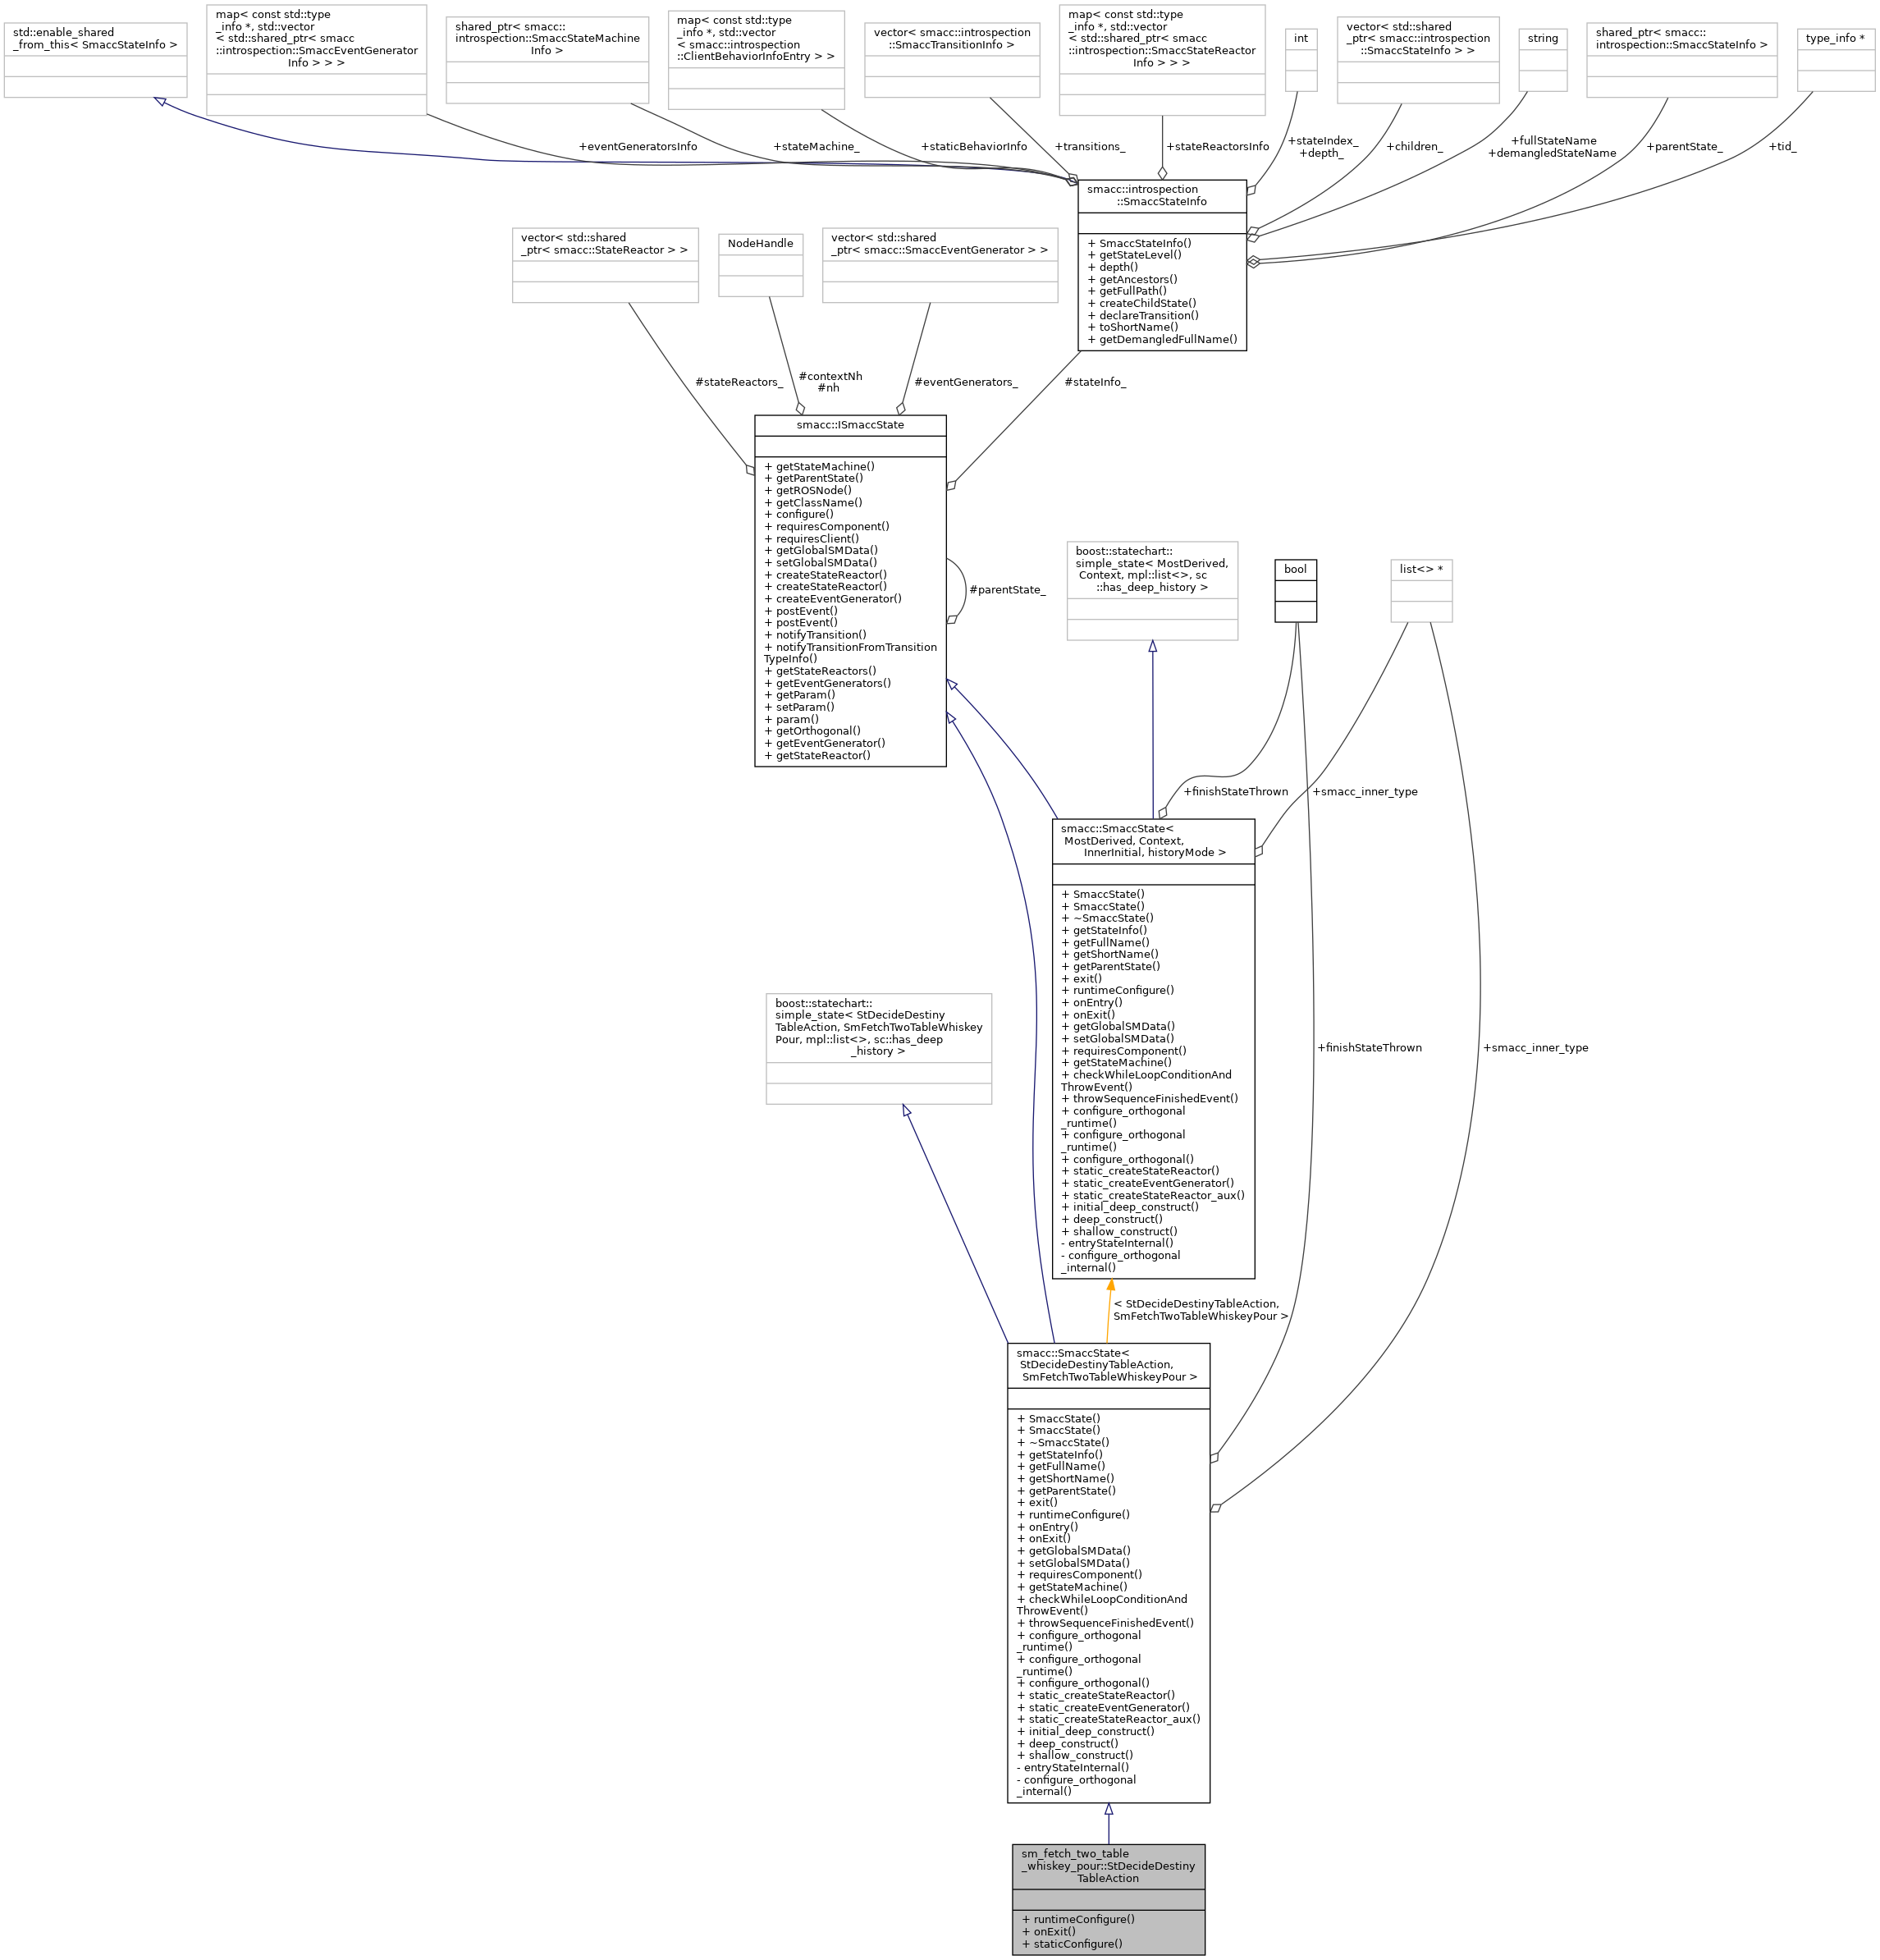 std::enable_shared
_from_this< SmaccStateInfo >
map< const std::type
_info *, std::vector
< std::shared_ptr< smacc
::introspection::SmaccEventGenerator
Info > > >
shared_ptr< smacc::
introspection::SmaccStateMachine
Info >
map< const std::type
_info *, std::vector
< smacc::introspection
::ClientBehaviorInfoEntry > >
vector< smacc::introspection
::SmaccTransitionInfo >
map< const std::type
_info *, std::vector
< std::shared_ptr< smacc
::introspection::SmaccStateReactor
Info > > >
int
vector< std::shared
_ptr< smacc::introspection
::SmaccStateInfo > >
string
shared_ptr< smacc::
introspection::SmaccStateInfo >
type_info *
+eventGeneratorsInfo
+stateMachine_
+staticBehaviorInfo
+transitions_
+stateReactorsInfo
+stateIndex_
+depth_
+children_
+fullStateName
+demangledStateName
+parentState_
+tid_
smacc::introspection
::SmaccStateInfo
+ SmaccStateInfo()
+ getStateLevel()
+ depth()
+ getAncestors()
+ getFullPath()
+ createChildState()
+ declareTransition()
+ toShortName()
+ getDemangledFullName()
vector< std::shared
_ptr< smacc::StateReactor > >
NodeHandle
vector< std::shared
_ptr< smacc::SmaccEventGenerator > >
#stateReactors_
#contextNh
#nh
#eventGenerators_
#stateInfo_
smacc::ISmaccState
+ getStateMachine()
+ getParentState()
+ getROSNode()
+ getClassName()
+ configure()
+ requiresComponent()
+ requiresClient()
+ getGlobalSMData()
+ setGlobalSMData()
+ createStateReactor()
+ createStateReactor()
+ createEventGenerator()
+ postEvent()
+ postEvent()
+ notifyTransition()
+ notifyTransitionFromTransition
TypeInfo()
+ getStateReactors()
+ getEventGenerators()
+ getParam()
+ setParam()
+ param()
+ getOrthogonal()
+ getEventGenerator()
+ getStateReactor()
#parentState_
boost::statechart::
simple_state< MostDerived,
Context, mpl::list<>, sc
::has_deep_history >
bool
list<> *
+finishStateThrown
+smacc_inner_type
smacc::SmaccState<
MostDerived, Context,
InnerInitial, historyMode >
+ SmaccState()
+ SmaccState()
+ ~SmaccState()
+ getStateInfo()
+ getFullName()
+ getShortName()
+ getParentState()
+ exit()
+ runtimeConfigure()
+ onEntry()
+ onExit()
+ getGlobalSMData()
+ setGlobalSMData()
+ requiresComponent()
+ getStateMachine()
+ checkWhileLoopConditionAnd
ThrowEvent()
+ throwSequenceFinishedEvent()
+ configure_orthogonal
_runtime()
+ configure_orthogonal
_runtime()
+ configure_orthogonal()
+ static_createStateReactor()
+ static_createEventGenerator()
+ static_createStateReactor_aux()
+ initial_deep_construct()
+ deep_construct()
+ shallow_construct()
- entryStateInternal()
- configure_orthogonal
_internal()
boost::statechart::
simple_state< StDecideDestiny
TableAction, SmFetchTwoTableWhiskey
Pour, mpl::list<>, sc::has_deep
_history >
+finishStateThrown
+smacc_inner_type
< StDecideDestinyTableAction,
SmFetchTwoTableWhiskeyPour >
smacc::SmaccState<
StDecideDestinyTableAction,
SmFetchTwoTableWhiskeyPour >
+ SmaccState()
+ SmaccState()
+ ~SmaccState()
+ getStateInfo()
+ getFullName()
+ getShortName()
+ getParentState()
+ exit()
+ runtimeConfigure()
+ onEntry()
+ onExit()
+ getGlobalSMData()
+ setGlobalSMData()
+ requiresComponent()
+ getStateMachine()
+ checkWhileLoopConditionAnd
ThrowEvent()
+ throwSequenceFinishedEvent()
+ configure_orthogonal
_runtime()
+ configure_orthogonal
_runtime()
+ configure_orthogonal()
+ static_createStateReactor()
+ static_createEventGenerator()
+ static_createStateReactor_aux()
+ initial_deep_construct()
+ deep_construct()
+ shallow_construct()
- entryStateInternal()
- configure_orthogonal
_internal()
sm_fetch_two_table
_whiskey_pour::StDecideDestiny
TableAction
+ runtimeConfigure()
+ onExit()
+ staticConfigure()